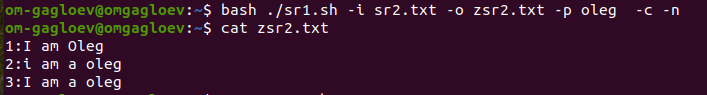 om-gagloev@omgagloev:~$ bash ./sr1.sh -i sr2.txt -o zsr2.txt -p oleg  -c -n
om-gagloev@omgagloev:~$ cat zsr2.txt
1:I am Oleg
2:i am a oleg
3:I am a oleg